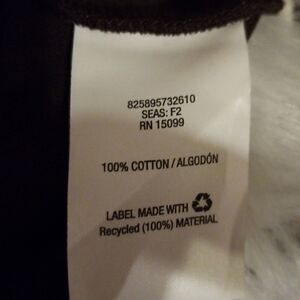 825895732610
SEAS: F2
RN 15099
100% COTTON / ALGODÓN
LABEL MADE WITH
Recycled (100%) MATERIAL